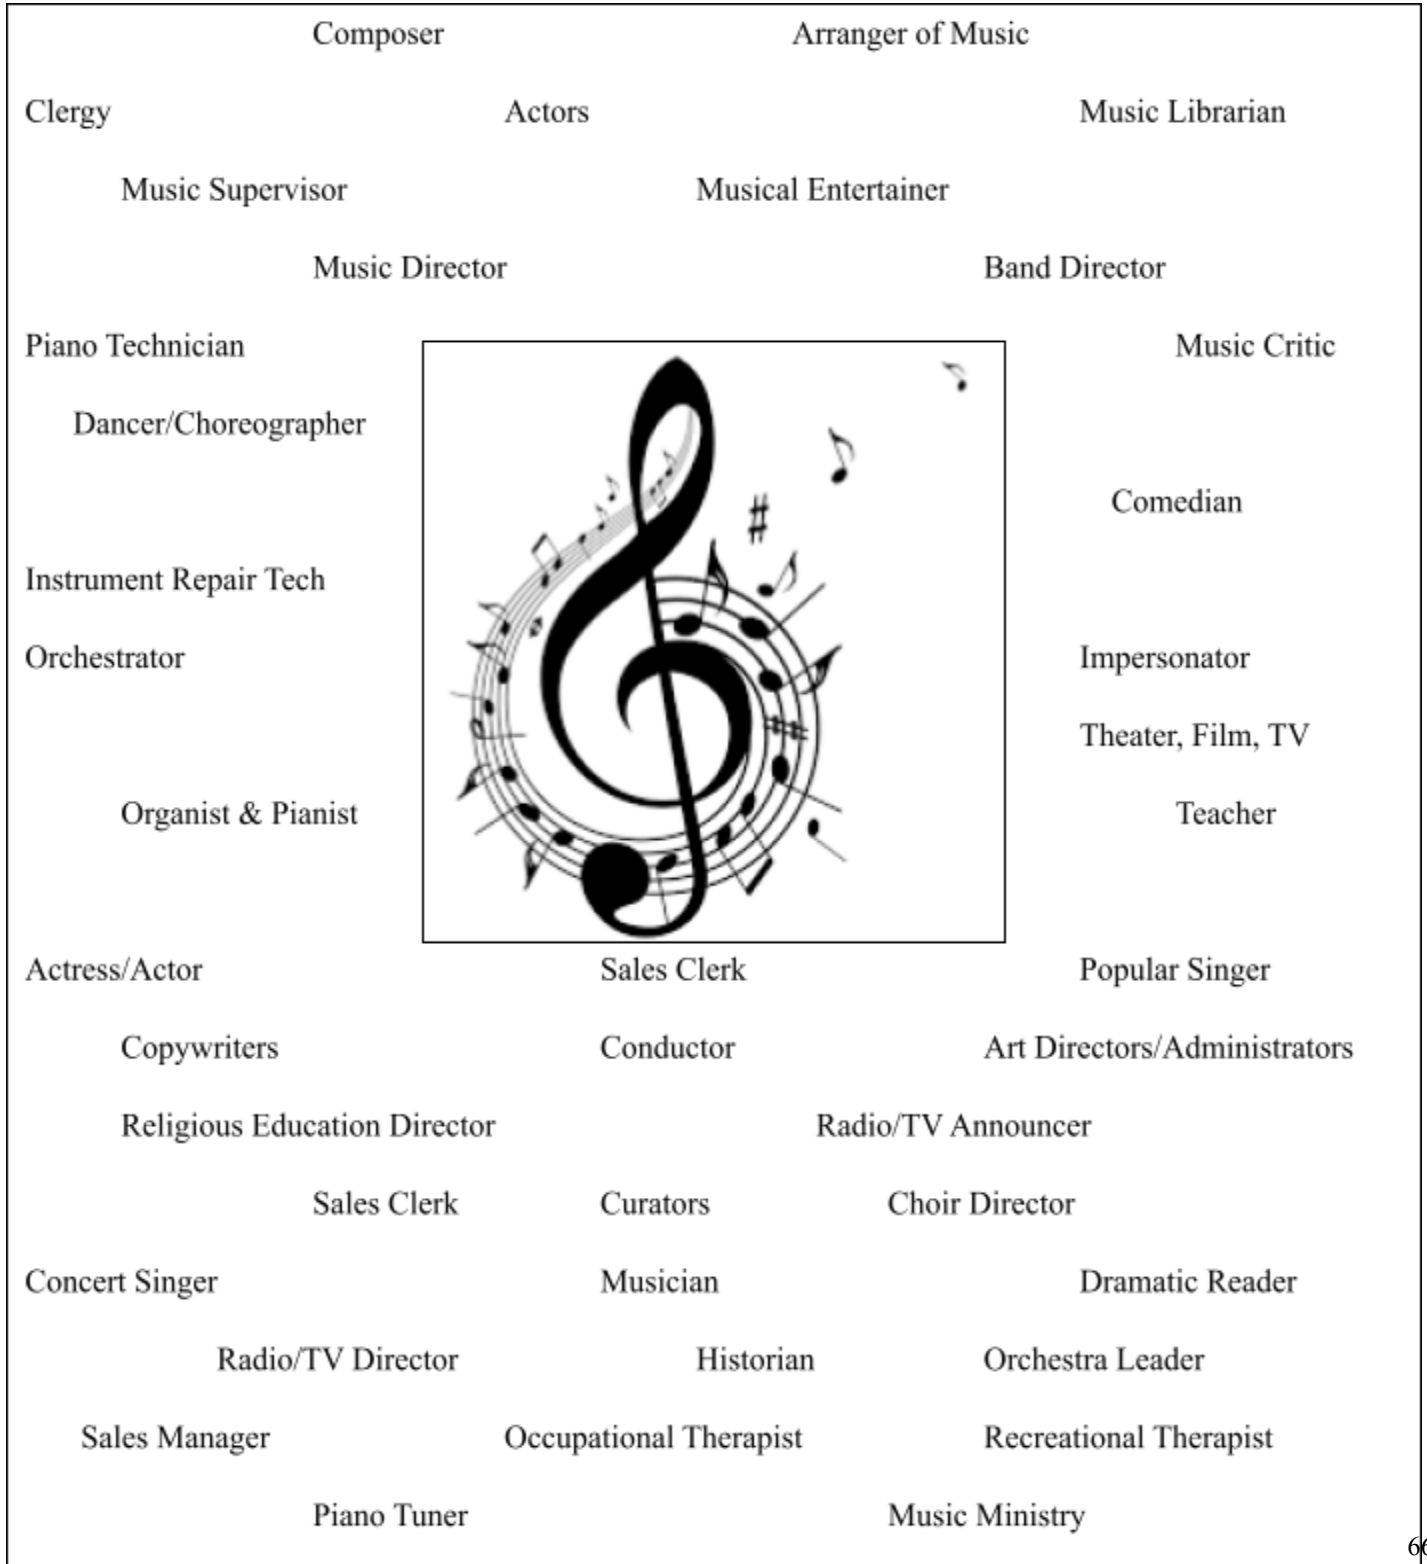 Composer Arranger of Music
Clergy Actors Music Librarian
Music Supervisor Musical Entertainer
Music Director Band Director
Piano Technician Music Critic
Dancer/Choreographer
Comedian
Instrument Repair Tech
Orchestrator Impersonator
Theater, Film, TV
Organist & Pianist Teacher
Actress/Actor Sales Clerk Popular Singer
Copywriters Conductor Art Directors/Administrators
Religious Education Director Radio/TV Announcer
Sales Clerk Curators Choir Director
Concert Singer Musician Dramatic Reader
Radio/TV Director Historian Orchestra Leader
Sales Manager Occupational Therapist Recreational Therapist
Piano Tuner Music Ministry